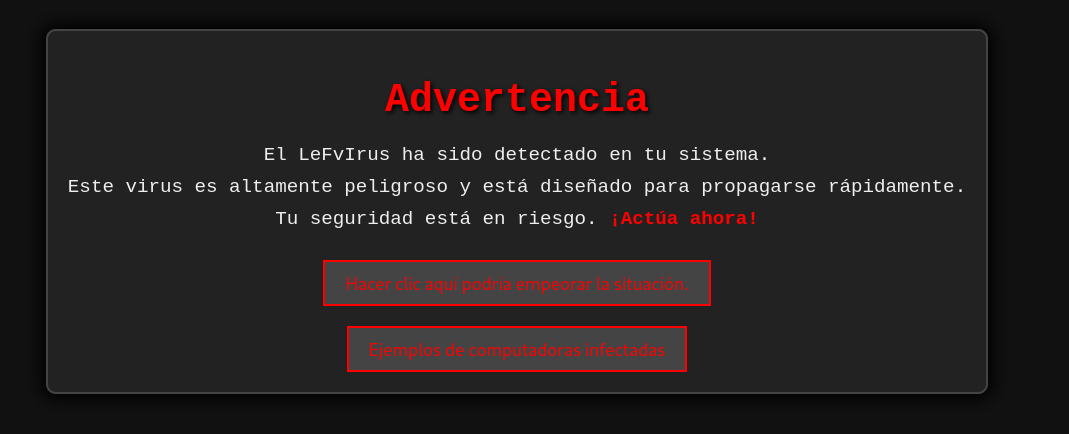 Advertencia
El LeFvIrus ha sido detectado en tu sistema.
Este virus es altamente peligroso y está diseñado para propagarse rápidamente.
Tu seguridad está en riesgo. ¡Actúa ahora!
Hacer clic aquí podría empeorar la situación.
Ejemplos de computadoras infectadas.